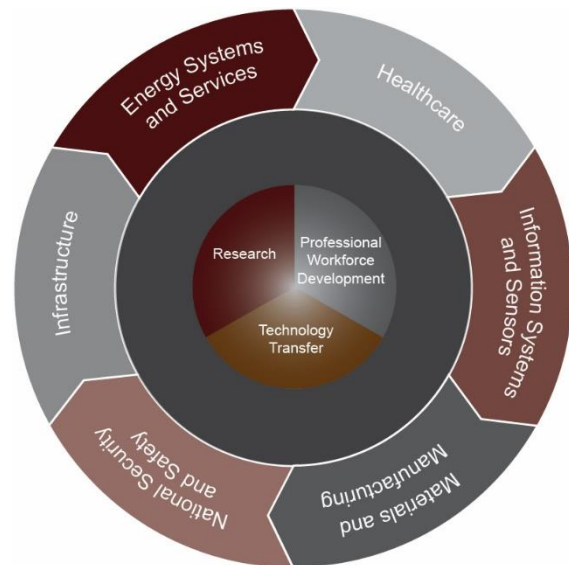 Energy Systems
and Services
Healthcare
Information Systems
and Sensors
Materials and
Manufacturing
National Security
and Safety
Infrastructure
Research
Professional
Workforce
Development
Technology
Transfer